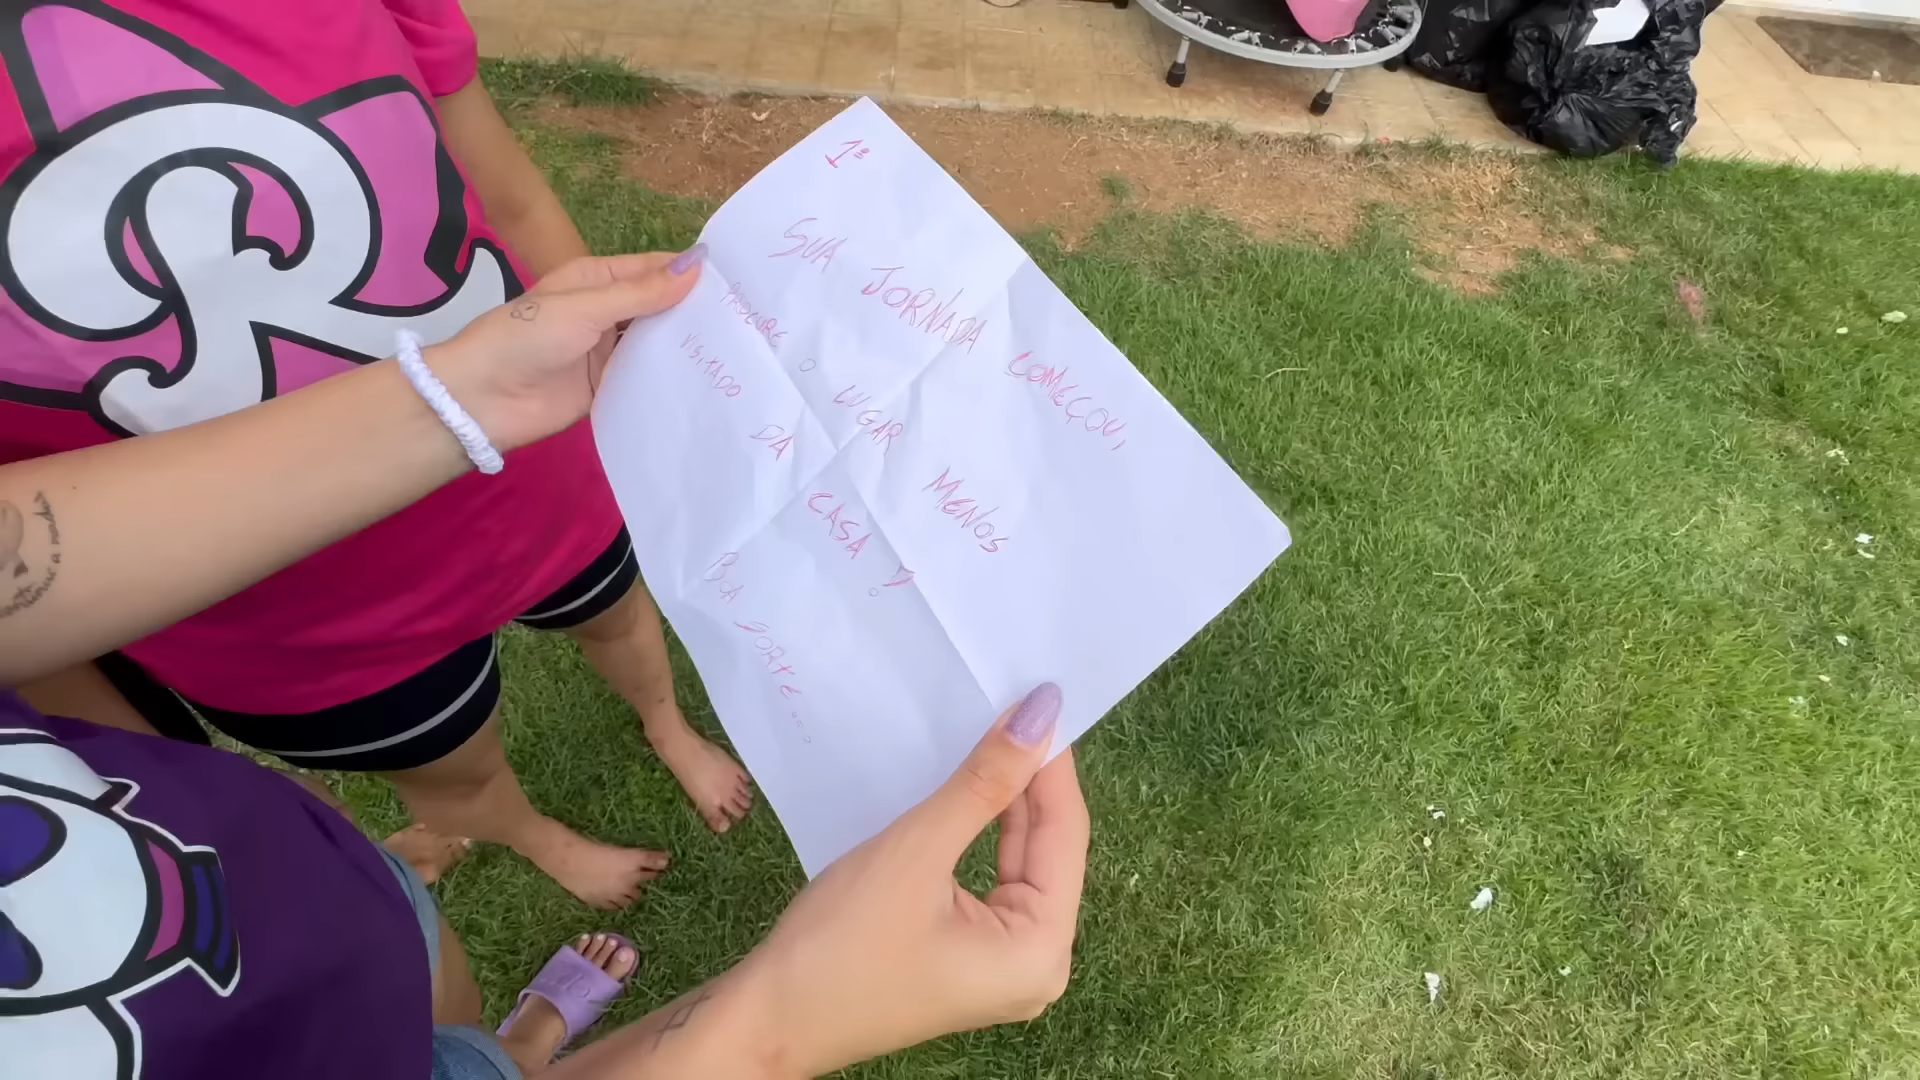 1º
SUA JORNADA COMEÇOU,
PROCURE O LUGAR MENOS
VISITADO DA CASA!
BOA SORTE....
R